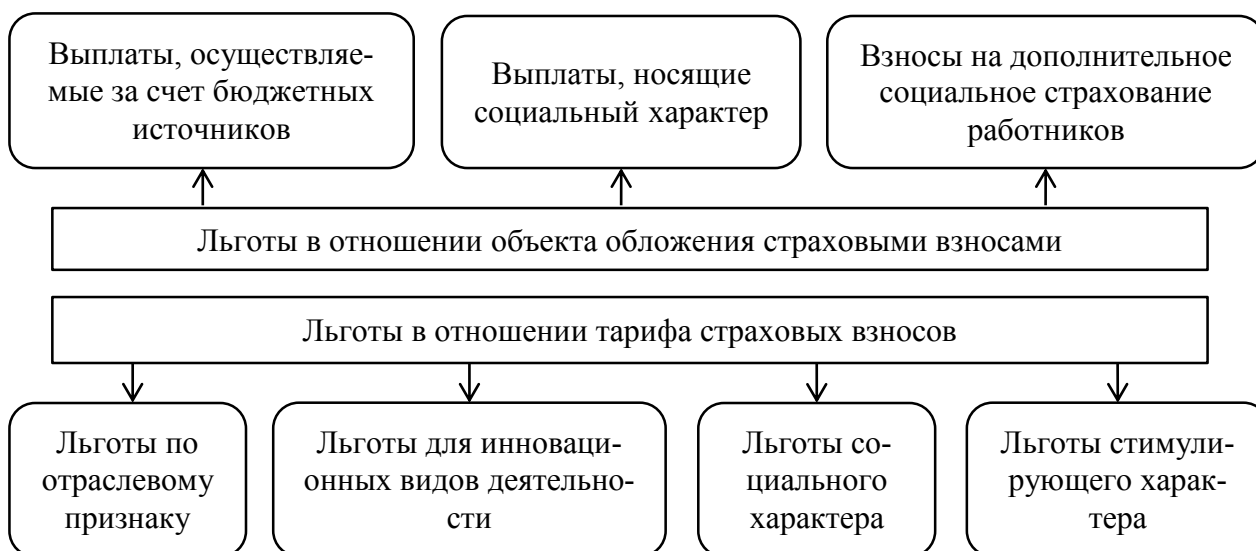 Выплаты, осуществляе-
мые за счет бюджетных
источников
Выплаты, носящие
социальный характер
Взносы на дополнительное
социальное страхование
работников
Льготы в отношении объекта обложения страховыми взносами
Льготы в отношении тарифа страховых взносов
Льготы по
отраслевому
признаку
Льготы для инноваци-
онных видов деятельно-
сти
Льготы со-
циального
характера
Льготы стимули-
рующего харак-
тера